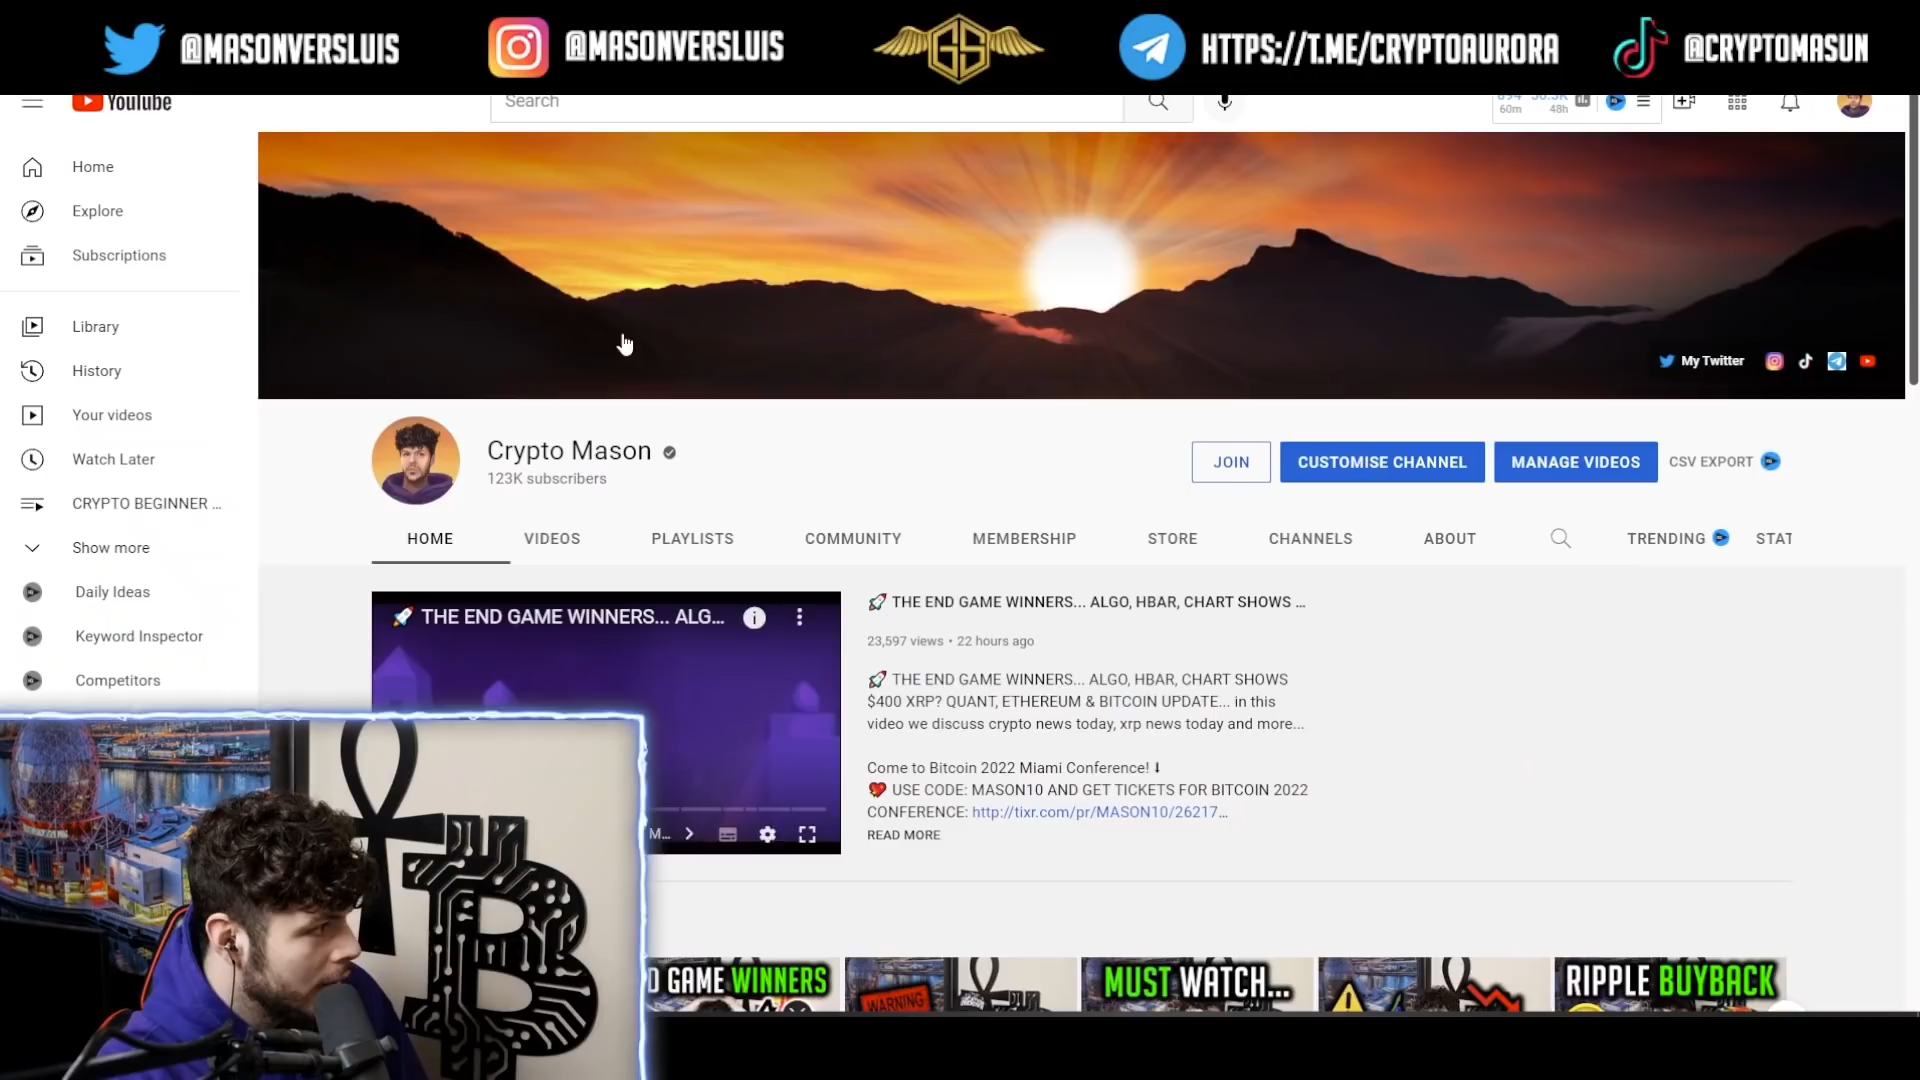 @MASONVERSLUIS
@MASONVERSLUIS
GS
HTTPS://T.ME/CRYPTOAURORA
@CRYPTOMASUN
YouTube
Search
60m
48h
Home
Explore
Subscriptions
Library
History
Your videos
Watch Later
CRYPTO BEGINNER ...
Show more
Daily Ideas
Keyword Inspector
Competitors
My Twitter
Crypto Mason
123K subscribers
JOIN
CUSTOMISE CHANNEL
MANAGE VIDEOS
CSV EXPORT
HOME
VIDEOS
PLAYLISTS
COMMUNITY
MEMBERSHIP
STORE
CHANNELS
ABOUT
TRENDING
STAT
🚀 THE END GAME WINNERS... ALG...
M...
🚀 THE END GAME WINNERS... ALGO, HBAR, CHART SHOWS ...
23,597 views • 22 hours ago
🚀 THE END GAME WINNERS... ALGO, HBAR, CHART SHOWS
$400 XRP? QUANT, ETHEREUM & BITCOIN UPDATE... in this
video we discuss crypto news today, xrp news today and more...
Come to Bitcoin 2022 Miami Conference! ⬇
💖 USE CODE: MASON10 AND GET TICKETS FOR BITCOIN 2022
CONFERENCE: http://tixr.com/pr/MASON10/26217...
READ MORE
D GAME WINNERS
WARNING
MUST WATCH...
RIPPLE BUYBACK